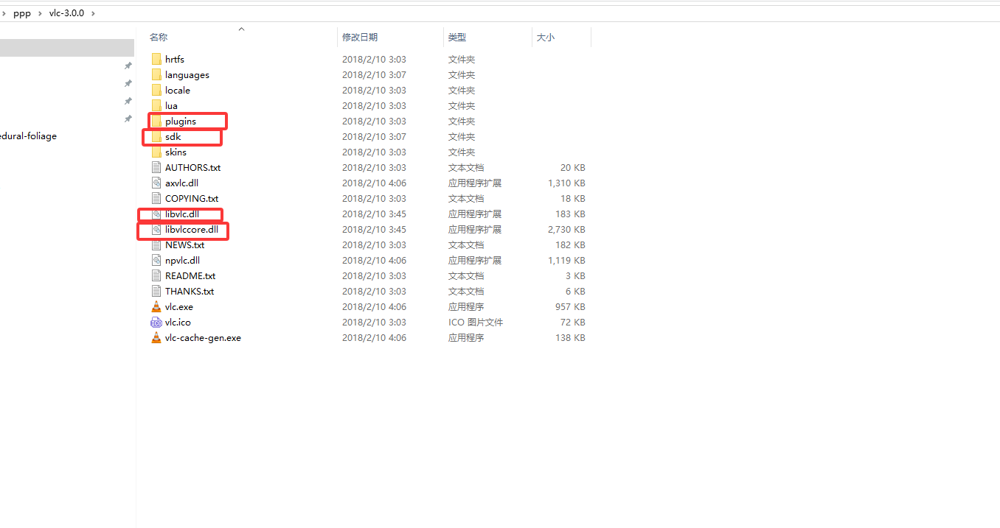 › ppp › vlc-3.0.0 ›
名称 修改日期 类型 大小
hrtfs 2018/2/10 3:03 文件夹
languages 2018/2/10 3:07 文件夹
locale 2018/2/10 3:03 文件夹
lua 2018/2/10 3:03 文件夹
plugins 2018/2/10 3:03 文件夹
edural-foliage
sdk 2018/2/10 3:07 文件夹
skins 2018/2/10 3:03 文件夹
AUTHORS.txt 2018/2/10 3:03 文本文档 20 KB
axvlc.dll 2018/2/10 4:06 应用程序扩展 1,310 KB
COPYING.txt 2018/2/10 3:03 文本文档 18 KB
libvlc.dll 2018/2/10 3:45 应用程序扩展 183 KB
libvlccore.dll 2018/2/10 3:45 应用程序扩展 2,730 KB
NEWS.txt 2018/2/10 3:03 文本文档 182 KB
npvlc.dll 2018/2/10 4:06 应用程序扩展 1,119 KB
README.txt 2018/2/10 3:03 文本文档 3 KB
THANKS.txt 2018/2/10 3:03 文本文档 6 KB
vlc.exe 2018/2/10 4:06 应用程序 957 KB
vlc.ico 2018/2/10 3:03 ICO 图片文件 72 KB
vlc-cache-gen.exe 2018/2/10 4:06 应用程序 138 KB